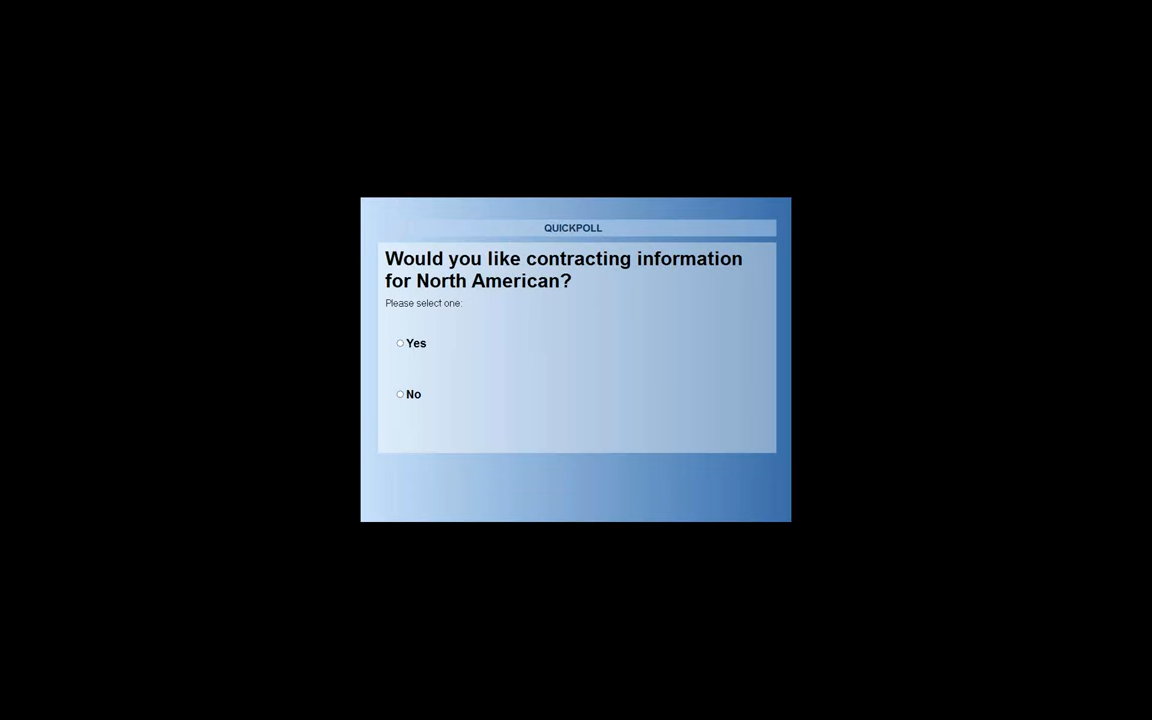 QUICKPOLL
Would you like contracting information
for North American?
Please select one:
Yes
No